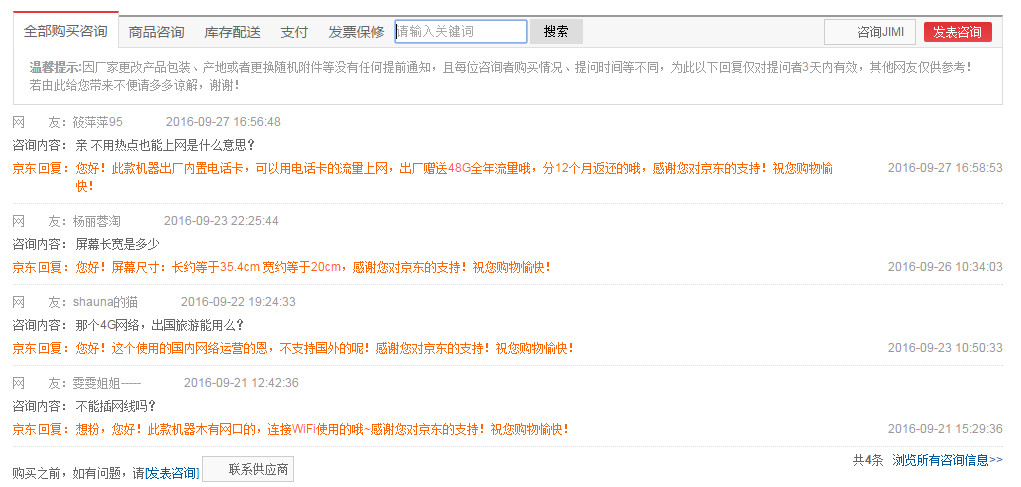 全部购买咨询 商品咨询 库存配送 支付 发票保修 请输入关键词 搜索 咨询JIMI 发表咨询
温馨提示:因厂家更改产品包装、产地或者更换随机附件等没有任何提前通知，且每位咨询者购买情况、提问时间等不同，为此以下回复仅对提问者3天内有效，其他网友仅供参考！
若由此给您带来不便请多多谅解，谢谢！
网 友：筱萍萍95 2016-09-27 16:56:48
咨询内容： 亲 不用热点也能上网是什么意思？
京东回复：您好！此款机器出厂内置电话卡，可以用电话卡的流量上网，出厂赠送48G全年流量哦，分12个月返还的哦，感谢您对京东的支持！祝您购物愉 2016-09-27 16:58:53
快！
网 友：杨丽蓉淘 2016-09-23 22:25:44
咨询内容： 屏幕长宽是多少
京东回复：您好！屏幕尺寸：长约等于35.4cm 宽约等于20cm，感谢您对京东的支持！祝您购物愉快！ 2016-09-26 10:34:03
网 友：shauna的猫 2016-09-22 19:24:33
咨询内容： 那个4G网络，出国旅游能用么？
京东回复：您好！这个使用的国内网络运营的恩，不支持国外的呢！感谢您对京东的支持！祝您购物愉快！ 2016-09-23 10:50:33
网 友：雯雯姐姐----- 2016-09-21 12:42:36
咨询内容： 不能插网线吗？
京东回复：想粉，您好！此款机器木有网口的，连接WiFi使用的哦~感谢您对京东的支持！祝您购物愉快！ 2016-09-21 15:29:36
购买之前，如有问题，请[发表咨询] 联系供应商 共4条 浏览所有咨询信息>>